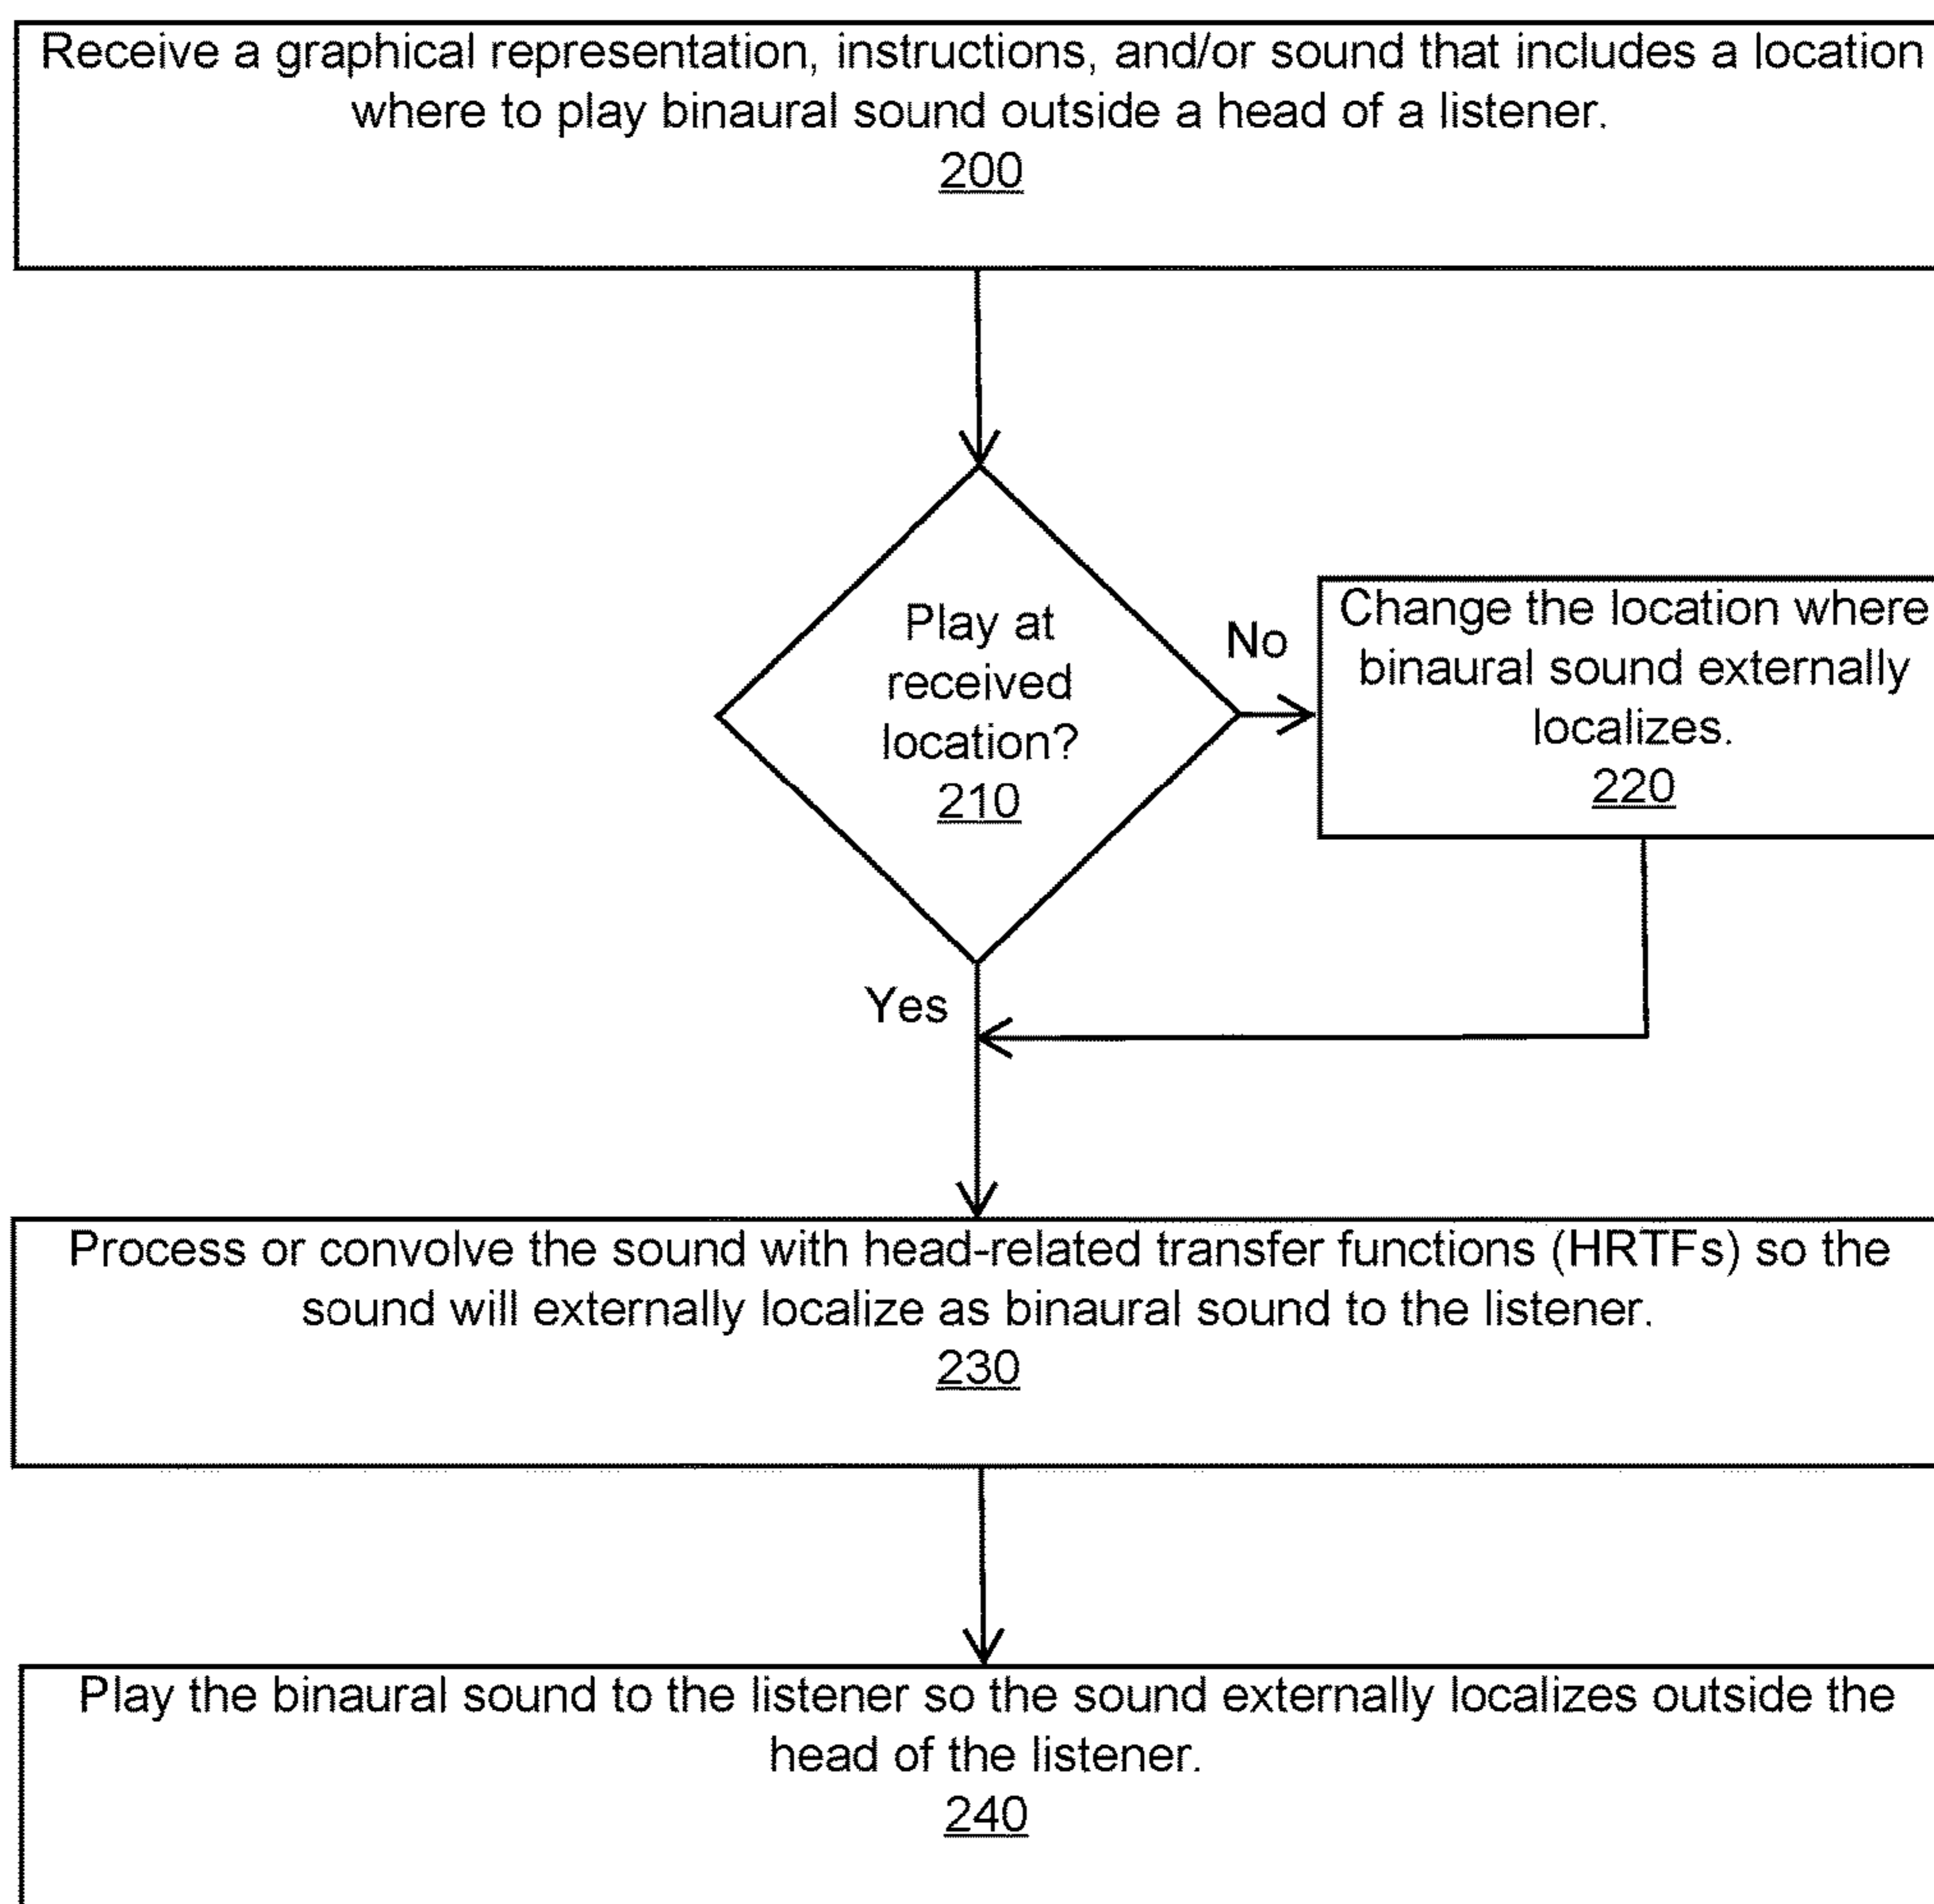 Receive a graphical representation, instructions, and/or sound that includes a location
where to play binaural sound outside a head of a listener.
200
Play at
received
location?
210
No
Change the location where
binaural sound externally
localizes.
220
Yes
Process or convolve the sound with head-related transfer functions (HRTFs) so the
sound will externally localize as binaural sound to the listener.
230
Play the binaural sound to the listener so the sound externally localizes outside the
head of the listener.
240